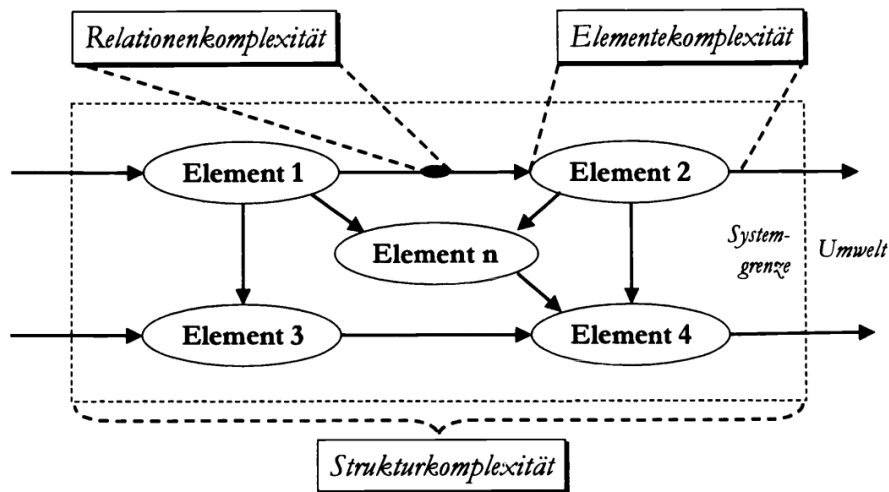 Relationenkomplexität
Elementekomplexität
Element 1
Element 2
Element n
System-
grenze
Umwelt
Element 3
Element 4
Strukturkomplexität